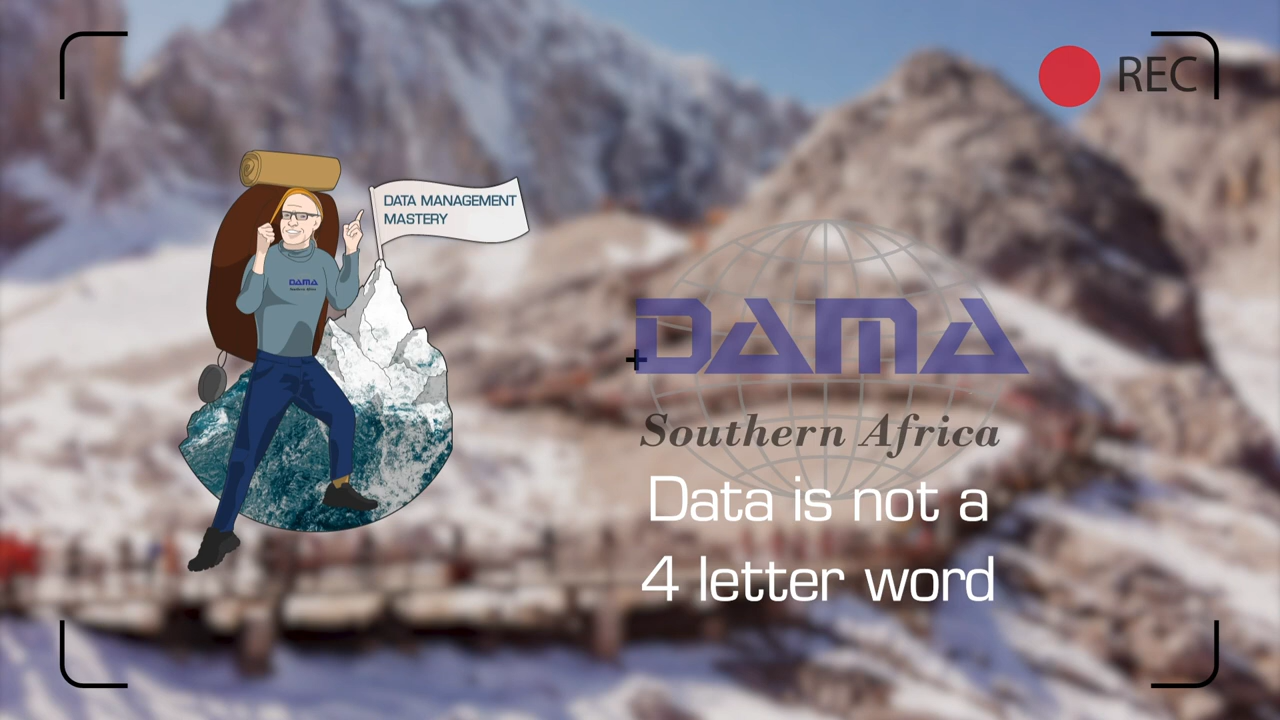 REC
DATA MANAGEMENT
MASTERY
DAMA
DAMA
Southern Africa
Data is not a
4 letter word